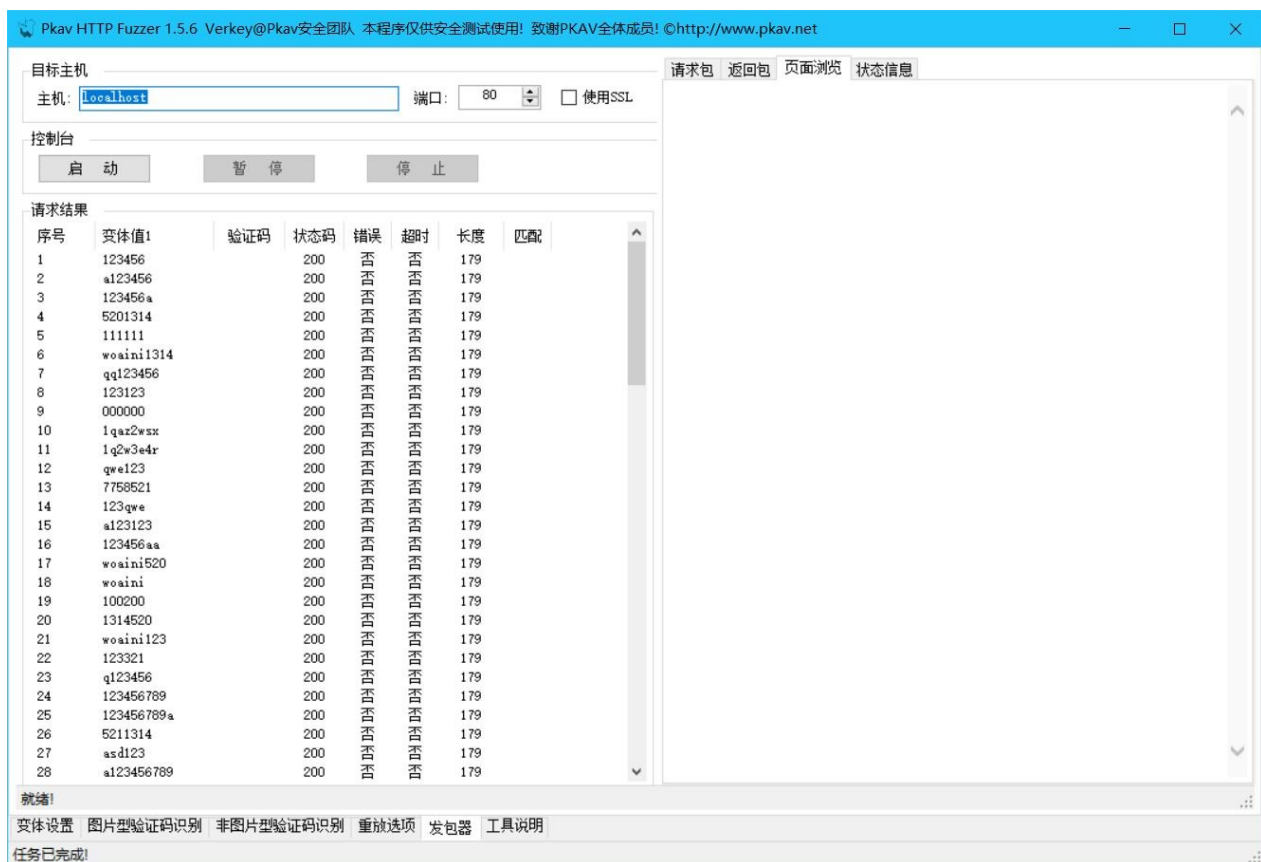 Pkav HTTP Fuzzer 1.5.6 Verkey@Pkav安全团队 本程序仅供安全测试使用! 致谢PKAV全体成员! ©http://www.pkav.net
目标主机
主机: localhost 端口: 80 使用SSL
控制台
启 动 暂 停 停 止
请求结果
序号 变体值1 验证码 状态码 错误 超时 长度 匹配
1 123456 200 否 否 179
2 a123456 200 否 否 179
3 123456a 200 否 否 179
4 5201314 200 否 否 179
5 111111 200 否 否 179
6 woaini1314 200 否 否 179
7 qq123456 200 否 否 179
8 123123 200 否 否 179
9 000000 200 否 否 179
10 1qaz2wsx 200 否 否 179
11 1q2w3e4r 200 否 否 179
12 qwe123 200 否 否 179
13 7758521 200 否 否 179
14 123qwe 200 否 否 179
15 a123123 200 否 否 179
16 123456aa 200 否 否 179
17 woaini520 200 否 否 179
18 woaini 200 否 否 179
19 100200 200 否 否 179
20 1314520 200 否 否 179
21 woaini123 200 否 否 179
22 123321 200 否 否 179
23 q123456 200 否 否 179
24 123456789 200 否 否 179
25 123456789a 200 否 否 179
26 5211314 200 否 否 179
27 asd123 200 否 否 179
28 a123456789 200 否 否 179
请求包 返回包 页面浏览 状态信息
就绪!
变体设置 图片型验证码识别 非图片型验证码识别 重放选项 发包器 工具说明
任务已完成!